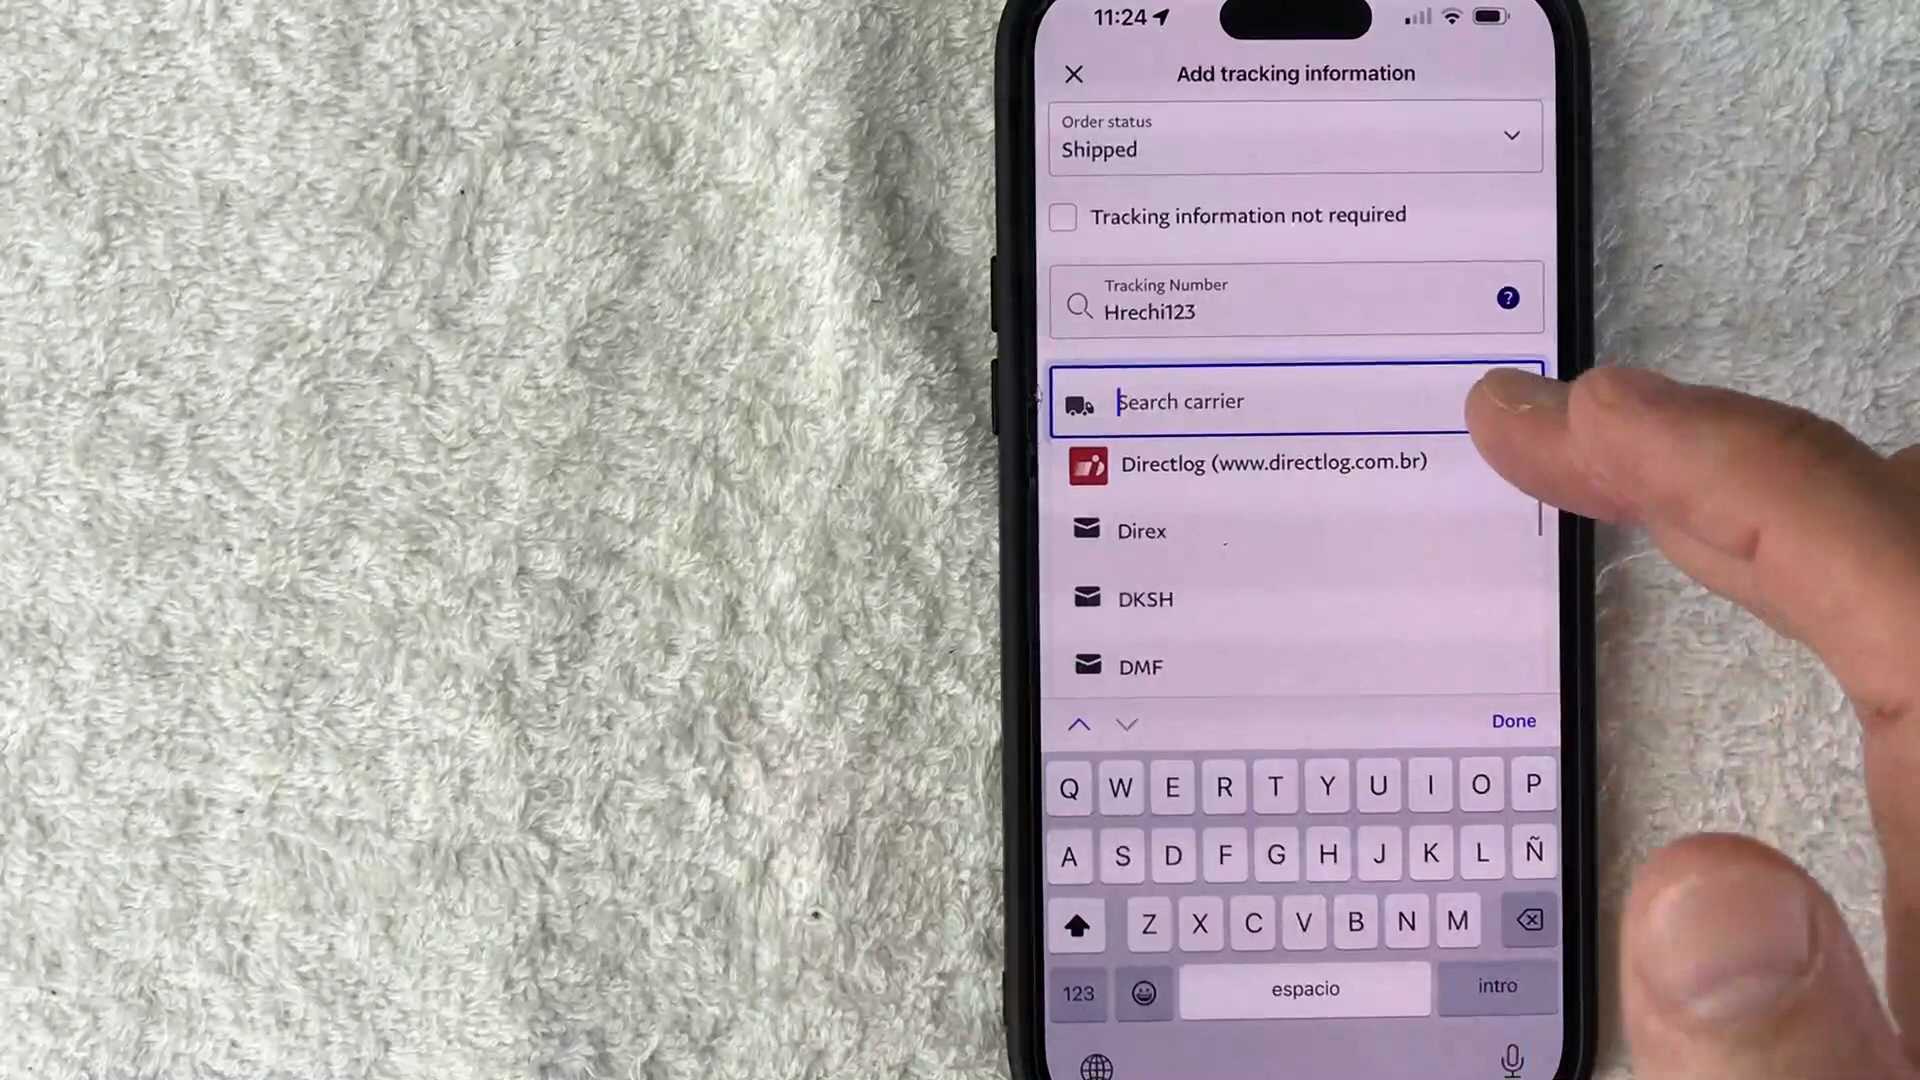 11:24
Add tracking information
Order status
Shipped
Tracking information not required
Tracking Number
Hrechi123
?
Search carrier
Directlog (www.directlog.com.br)
Direx
DKSH
DMF
Done
Q W E R T Y U I O P
A S D F G H J K L Ñ
Z X C V B N M
123
espacio
intro